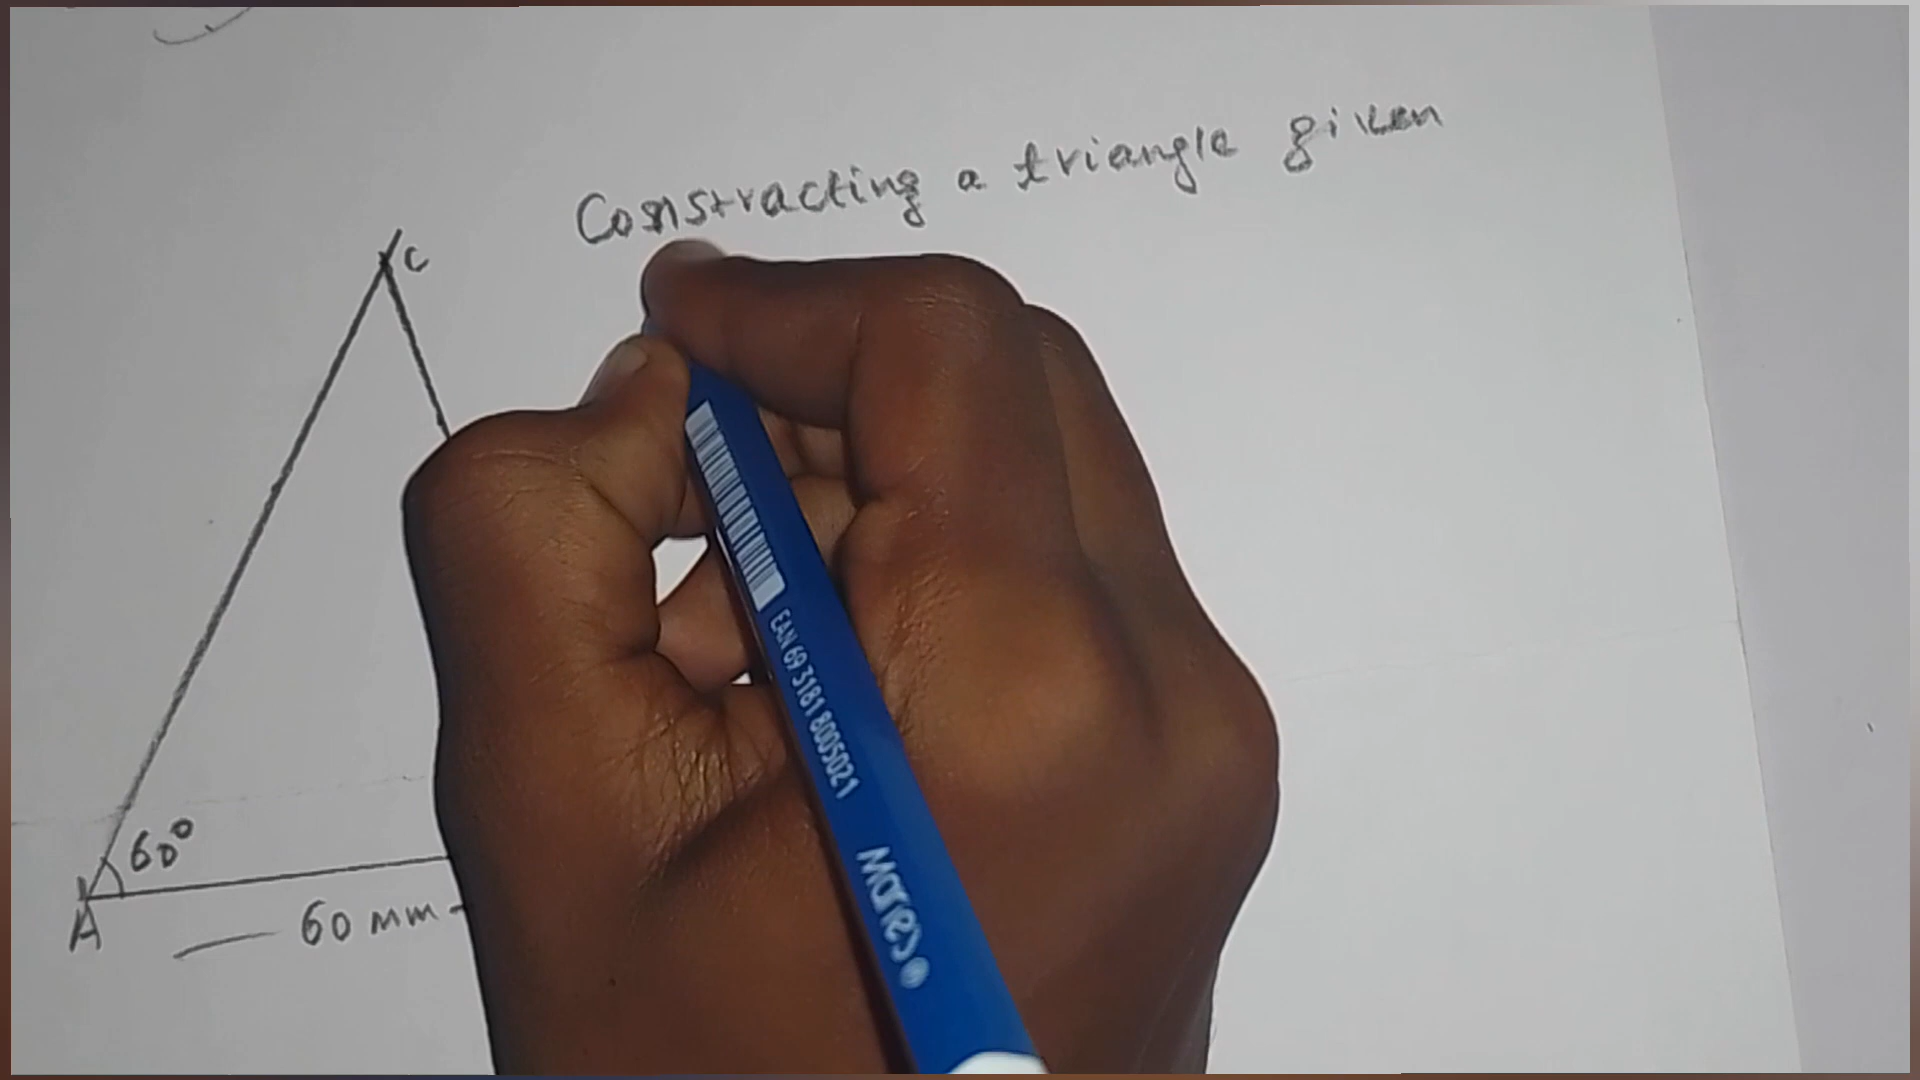 Constracting a triangle given
C
60°
A
60 mm
EAN 69 3181 8005021
Maries®